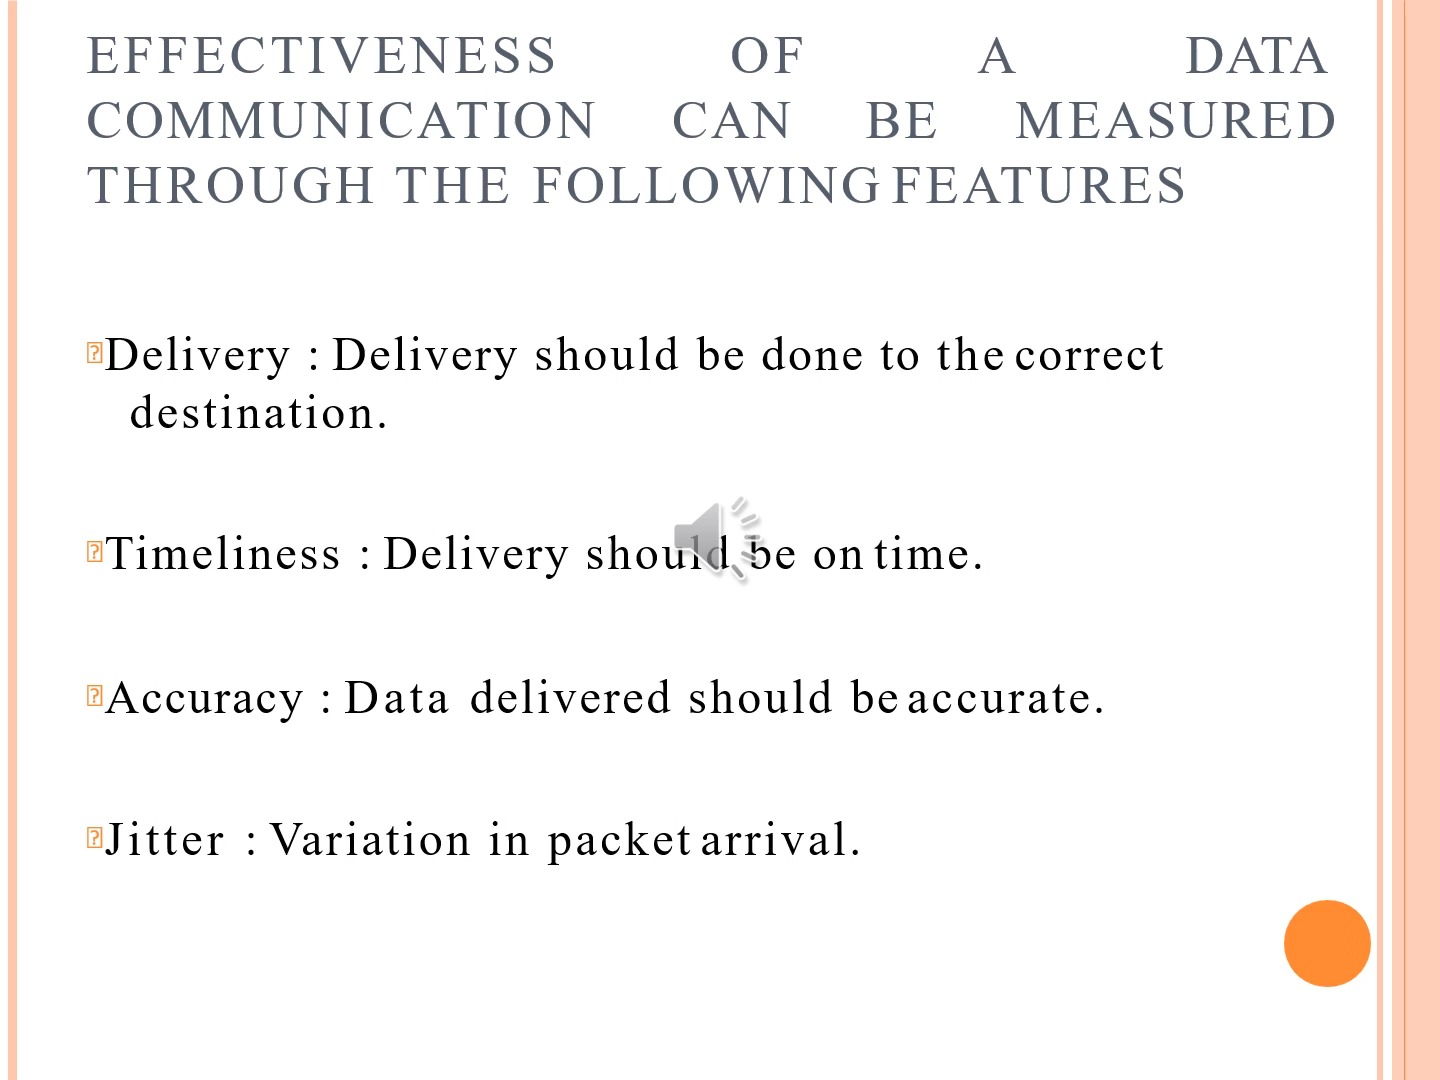 EFFECTIVENESS OF A DATA
COMMUNICATION CAN BE MEASURED
THROUGH THE FOLLOWING FEATURES
Delivery : Delivery should be done to the correct
destination.
Timeliness : Delivery should be on time.
Accuracy : Data delivered should be accurate.
Jitter : Variation in packet arrival.